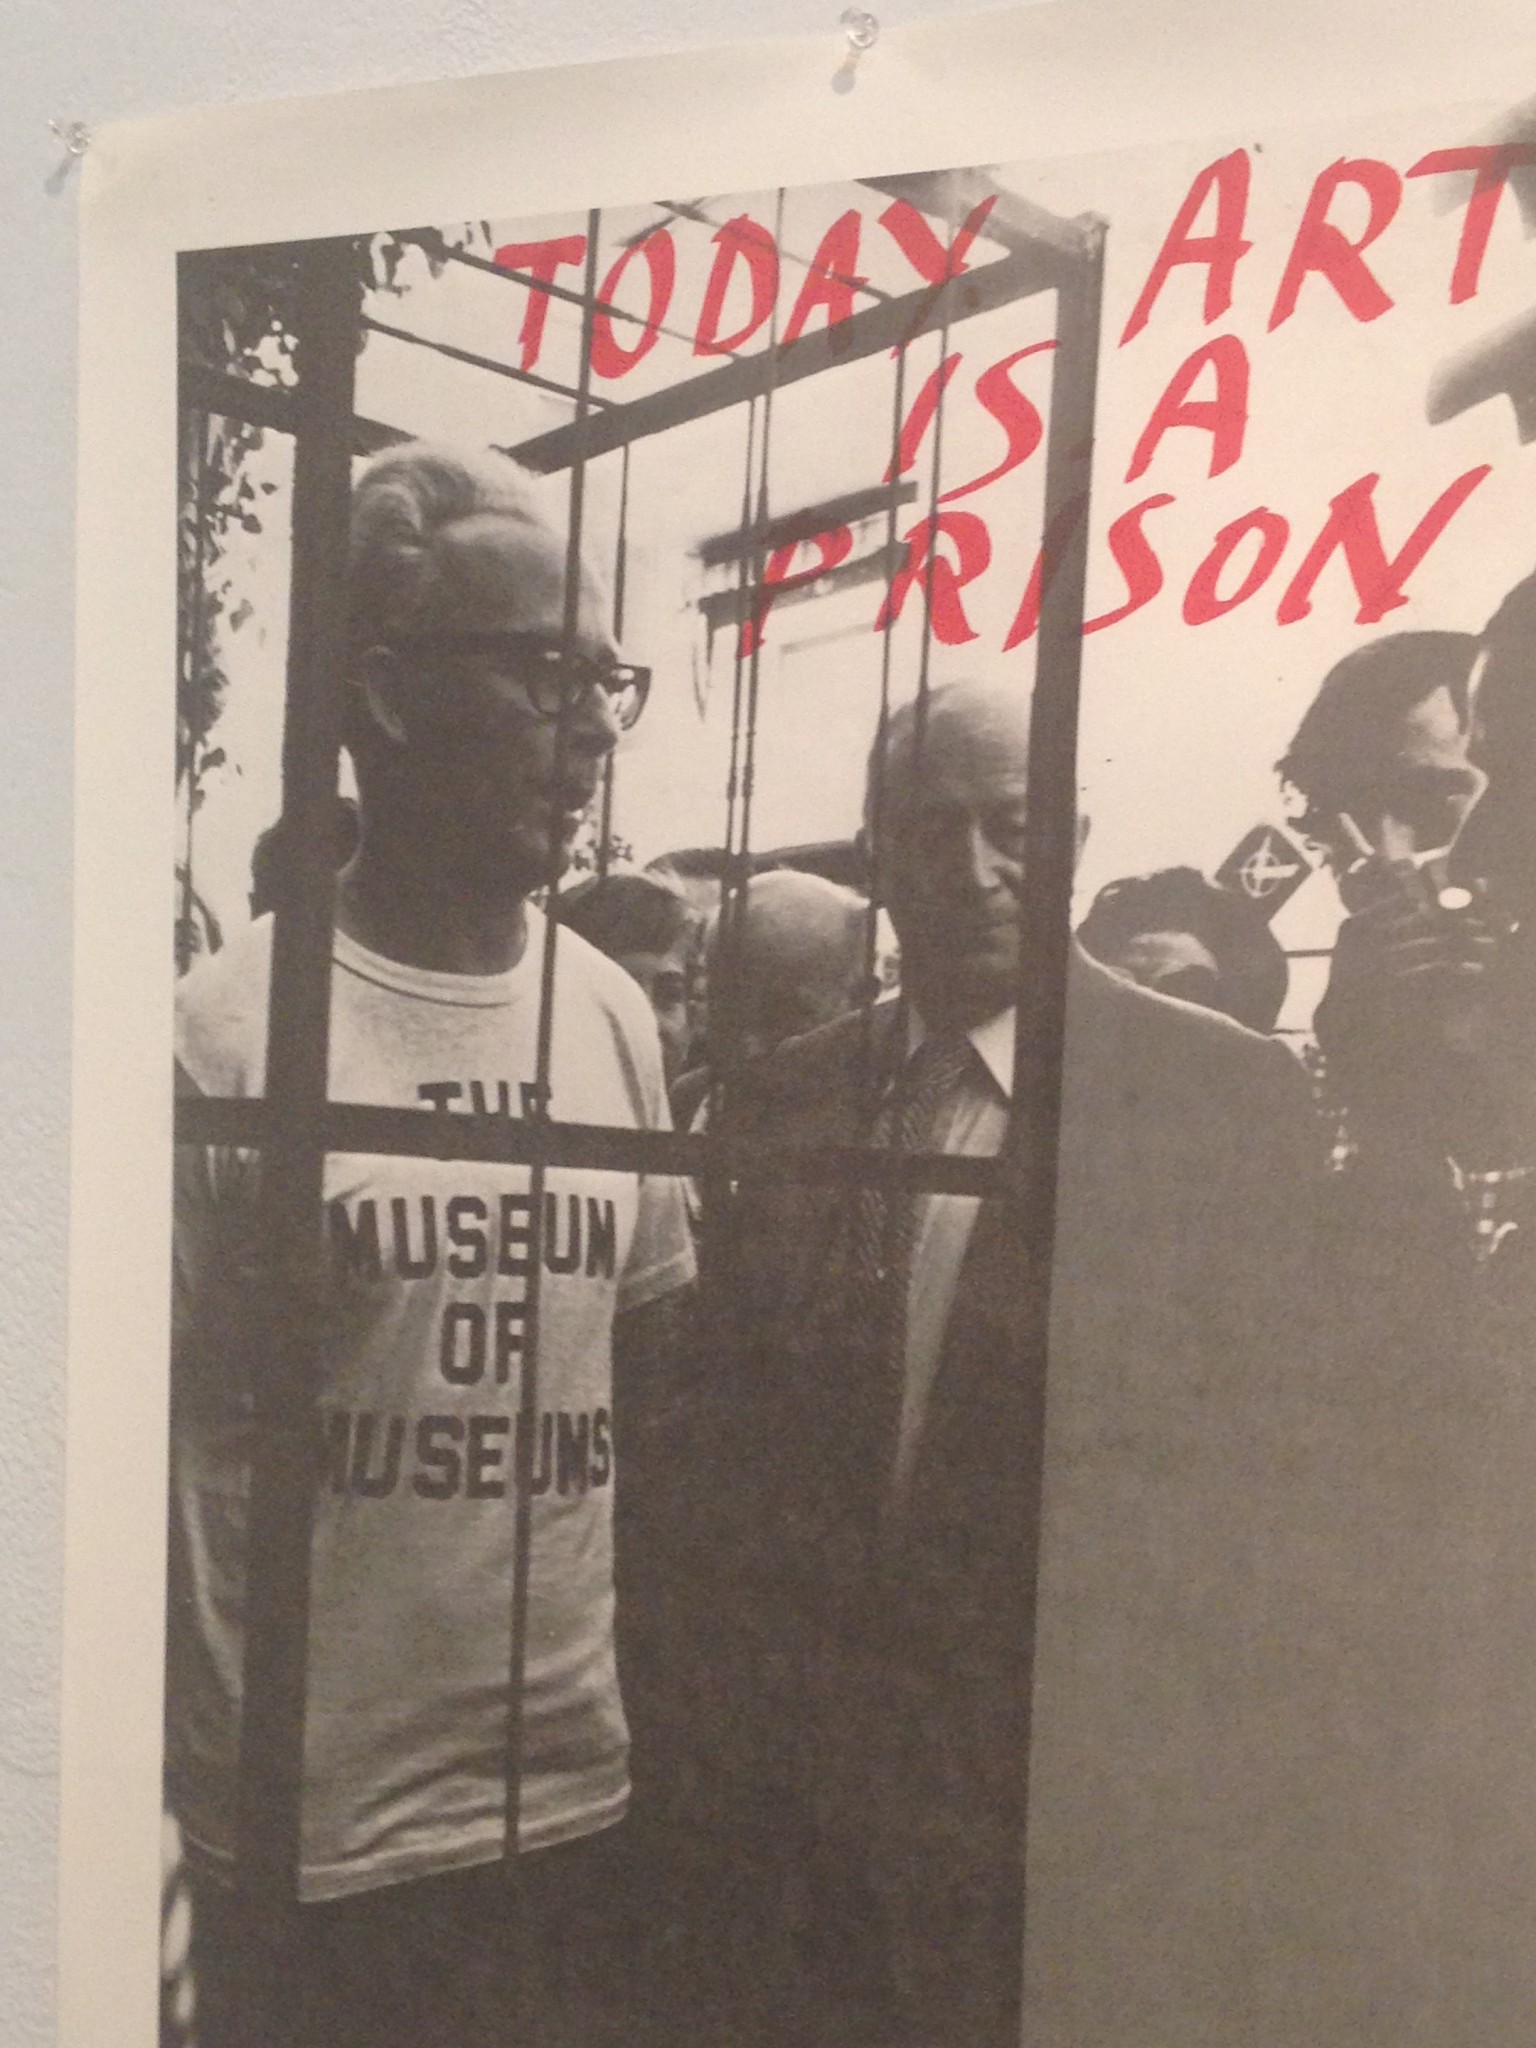 TODAY ART
IS A
PRISON
THE
MUSEUM
OF
MUSEUMS